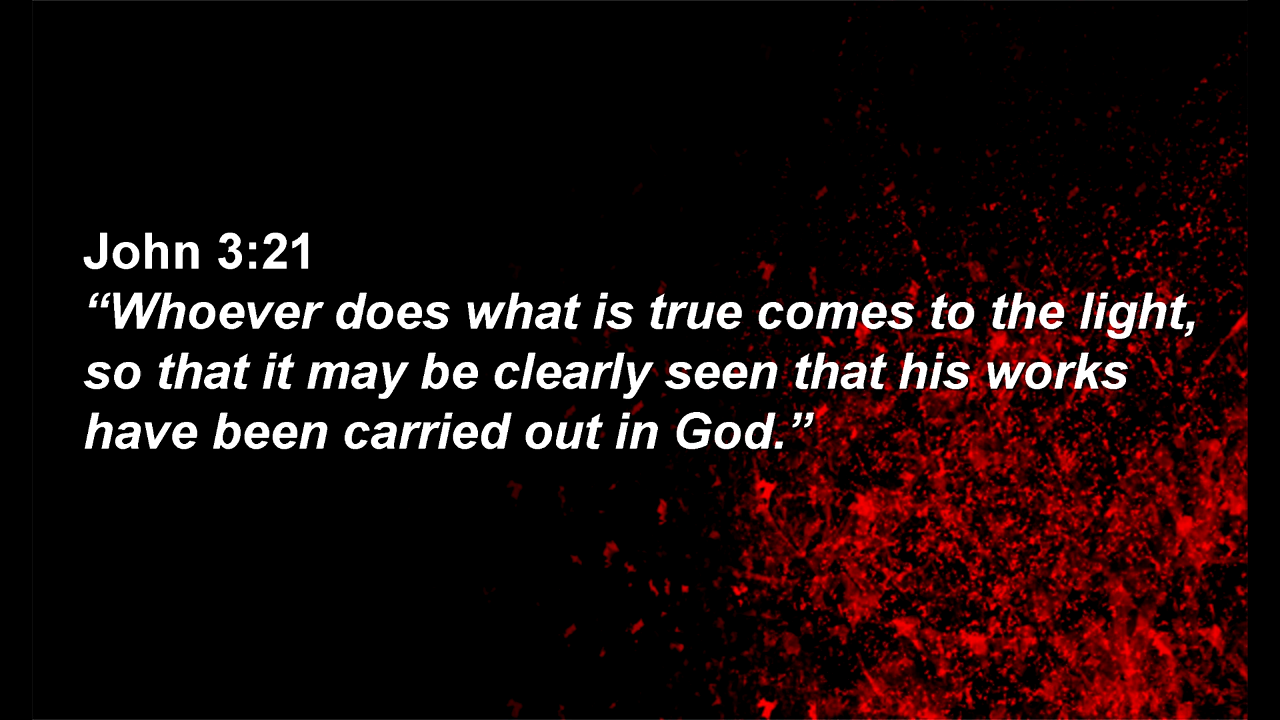 John 3:21
“Whoever does what is true comes to the light,
so that it may be clearly seen that his works
have been carried out in God.”